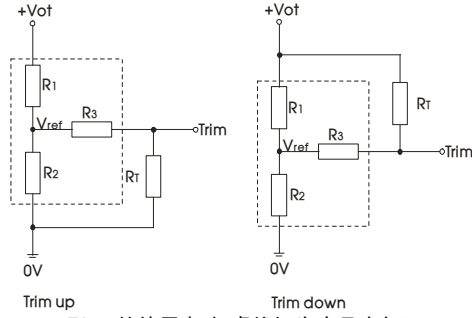 +Vot
R1
Vref
R3
Trim
R2
RT
0V
Trim up
+Vot
R1
RT
Vref
R3
Trim
R2
0V
Trim down